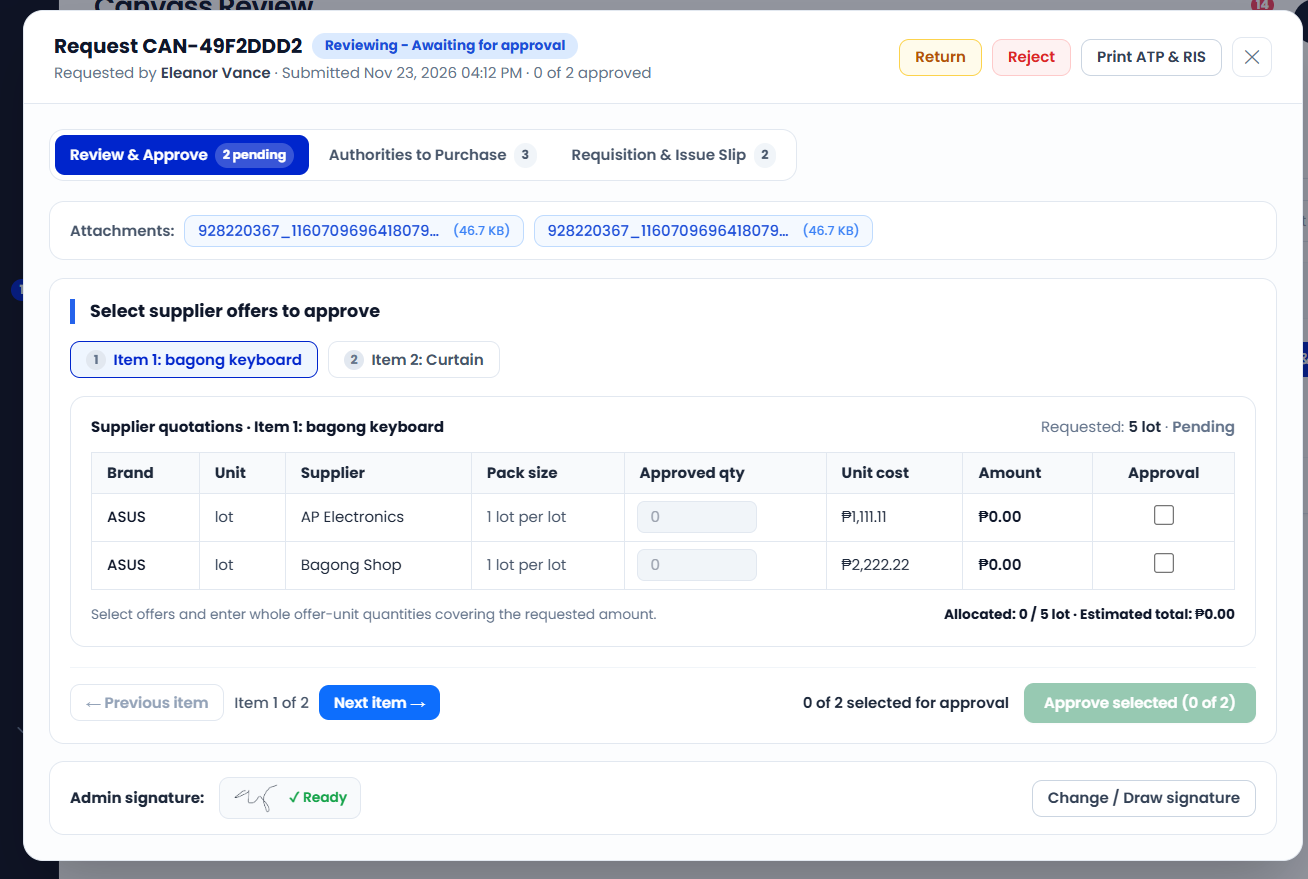 Canvass Review
14
Request CAN-49F2DDD2 Reviewing - Awaiting for approval
Requested by Eleanor Vance · Submitted Nov 23, 2026 04:12 PM · 0 of 2 approved
Return Reject Print ATP & RIS
Review & Approve 2 pending Authorities to Purchase 3 Requisition & Issue Slip 2
Attachments: 928220367_1160709696418079... (46.7 KB) 928220367_1160709696418079... (46.7 KB)
Select supplier offers to approve
1 Item 1: bagong keyboard 2 Item 2: Curtain
Supplier quotations · Item 1: bagong keyboard Requested: 5 lot · Pending
Brand Unit Supplier Pack size Approved qty Unit cost Amount Approval
ASUS lot AP Electronics 1 lot per lot 0 ₱1,111.11 ₱0.00
ASUS lot Bagong Shop 1 lot per lot 0 ₱2,222.22 ₱0.00
Select offers and enter whole offer-unit quantities covering the requested amount. Allocated: 0 / 5 lot · Estimated total: ₱0.00
← Previous item Item 1 of 2 Next item → 0 of 2 selected for approval Approve selected (0 of 2)
Admin signature: ✓ Ready Change / Draw signature